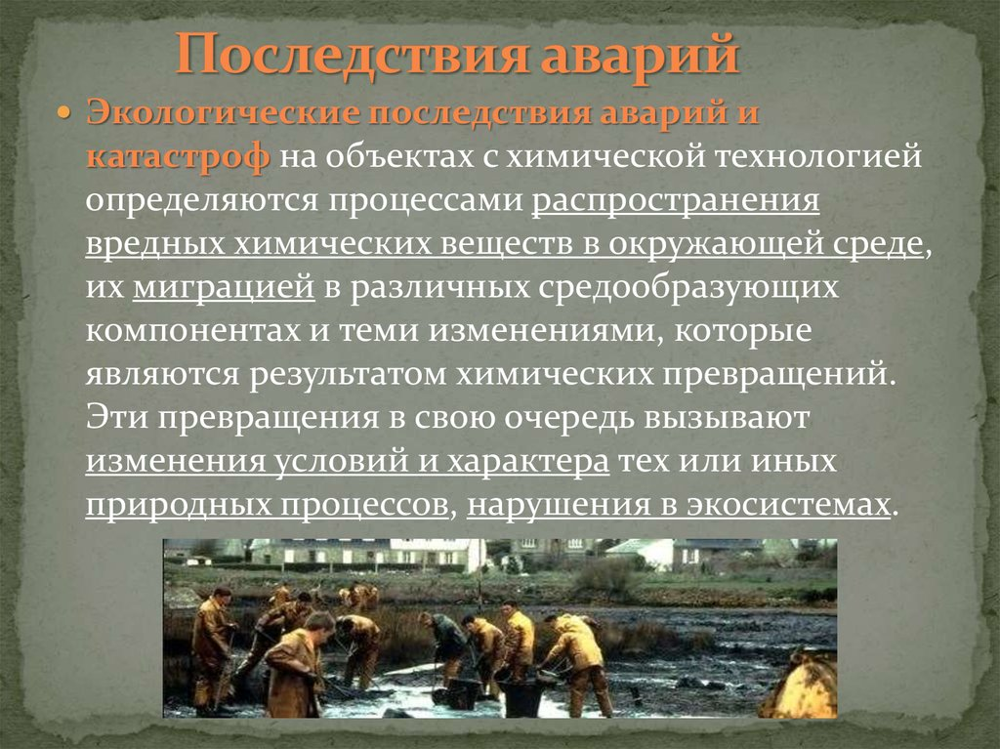 Последствия аварий
• Экологические последствия аварий и
катастроф на объектах с химической технологией
определяются процессами распространения
вредных химических веществ в окружающей среде,
их миграцией в различных средообразующих
компонентах и теми изменениями, которые
являются результатом химических превращений.
Эти превращения в свою очередь вызывают
изменения условий и характера тех или иных
природных процессов, нарушения в экосистемах.